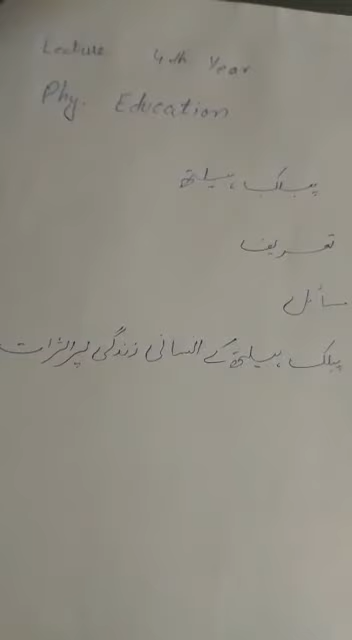 Lecture 4th Year
Phy. Education
پبلک ہیلتھ
تعریف
مسائل
پبلک ہیلتھ کے انسانی زندگی پر اثرات